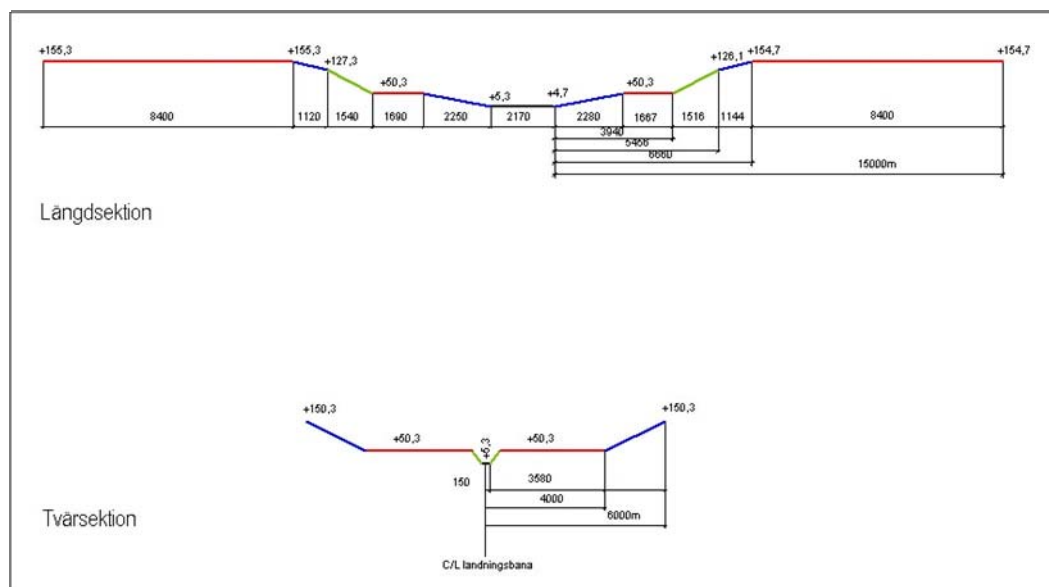 +155,3 +155,3 +127,3 +50,3 +5,3 +4,7 +50,3 +126,1 +154,7 +154,7
8400 1120 1540 1690 2250 2170 2280 1667 1516 1144 8400
3940
5456
6660
15000m
Längdsektion
+150,3 +50,3 +5,3 +50,3 +150,3
150 3580
4000
6000m
Tvärsektion
C/L landningsbana